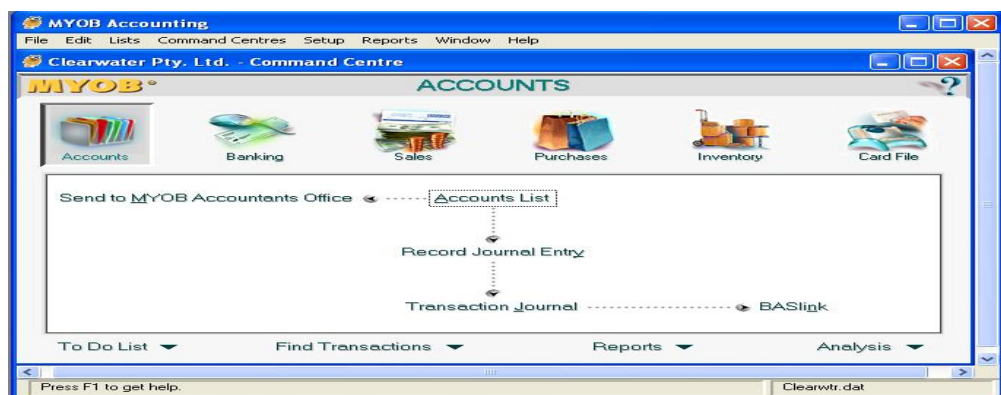 MYOB Accounting
File Edit Lists Command Centres Setup Reports Window Help
Clearwater Pty. Ltd. - Command Centre
MYOB ACCOUNTS ?
Accounts Banking Sales Purchases Inventory Card File
Send to MYOB Accountants Office Accounts List
Record Journal Entry
Transaction Journal BASlink
To Do List Find Transactions Reports Analysis
Press F1 to get help. Clearwtr.dat